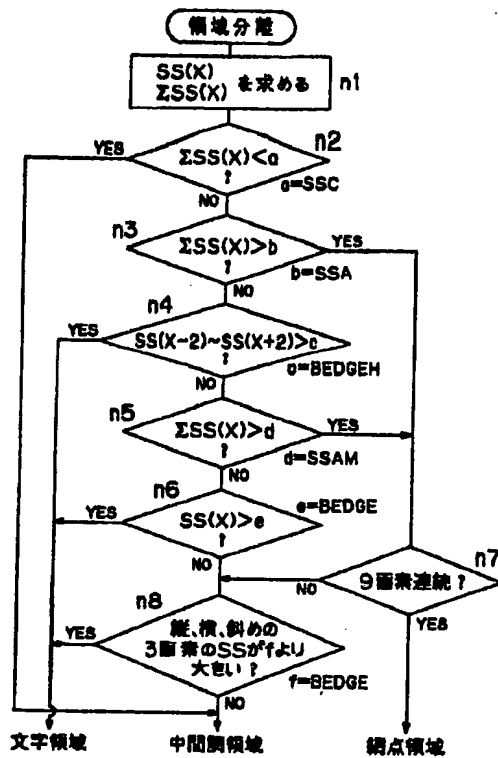 領域分離
SS(X)
ΣSS(X) を求める
n1
n2
YES
ΣSS(X)<a
?
a=SSC
NO
n3
ΣSS(X)>b
?
YES
b=SSA
NO
n4
YES
SS(X-2)~SS(X+2)>c
?
c=BEDGEH
NO
n5
ΣSS(X)>d
?
YES
d=SSAM
NO
n6
YES
SS(X)>e
?
e=BEDGE
NO
n7
9画素連続?
NO
YES
n8
YES
縦、横、斜めの
3画素のSSがfより
大きい?
f=BEDGE
NO
文字領域
中間調領域
網点領域